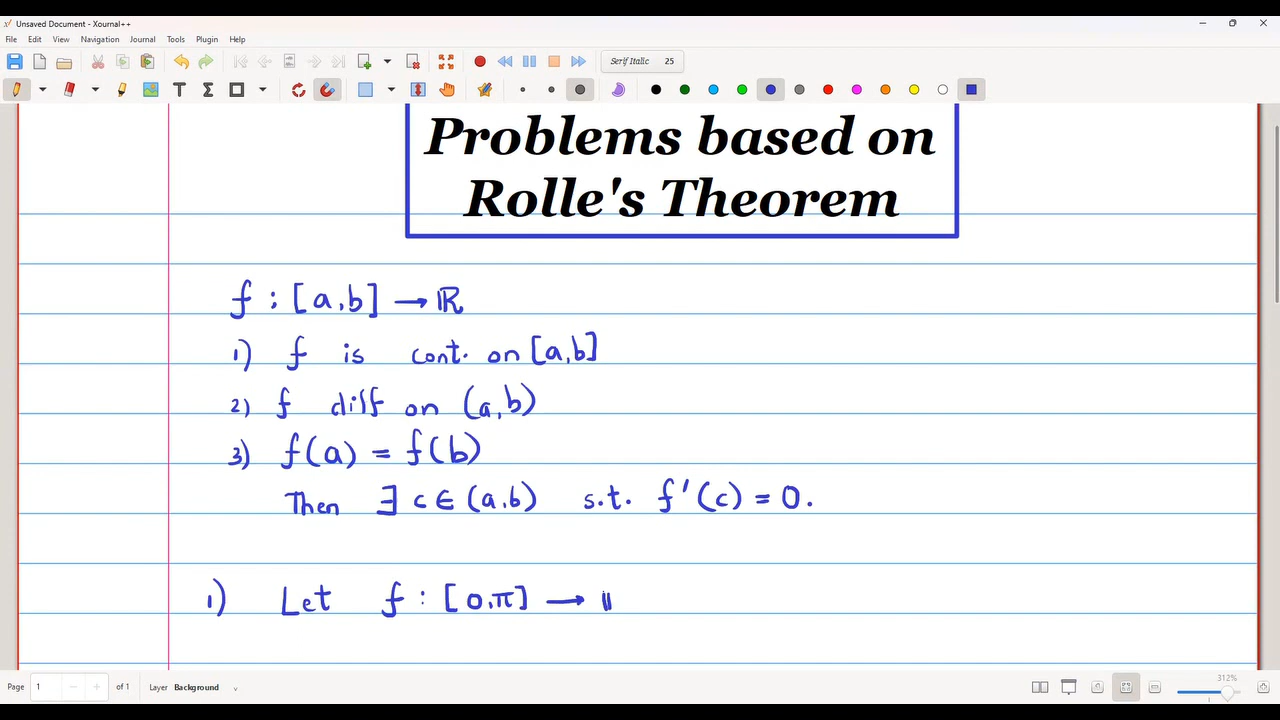 Unsaved Document - Xournal++
File Edit View Navigation Journal Tools Plugin Help
Serif Italic 25
Problems based on
Rolle's Theorem
f : [a,b] → ℝ
1) f is cont. on [a,b]
2) f diff on (a,b)
3) f(a) = f(b)
Then ∃ c ∈ (a,b) s.t. f'(c) = 0.
1) Let f : [0,π] →
Page 1 of 1 Layer Background 312%